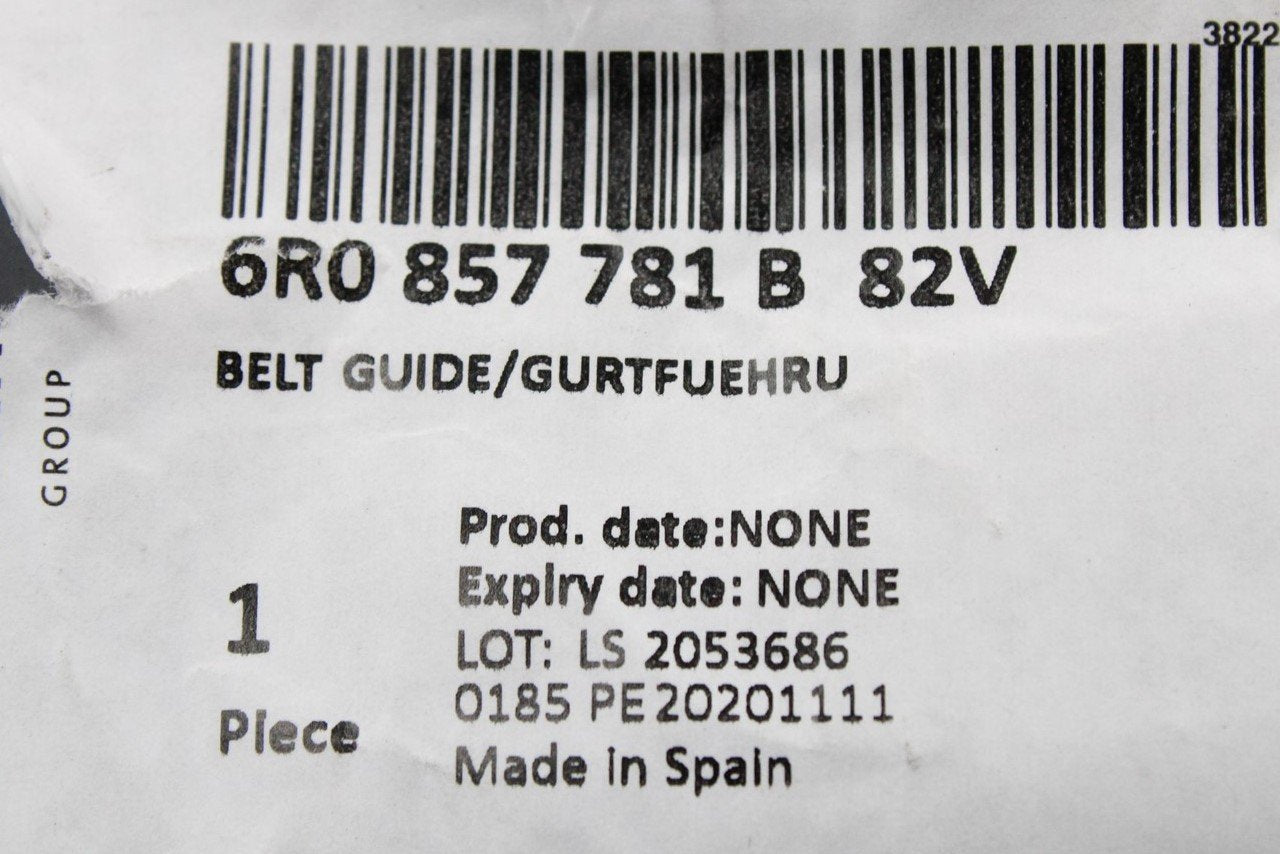 3822
6R0 857 781 B 82V
BELT GUIDE/GURTFUEHRU
GROUP
Prod. date:NONE
Expiry date: NONE
1
LOT: LS 2053686
0185 PE20201111
Piece
Made in Spain